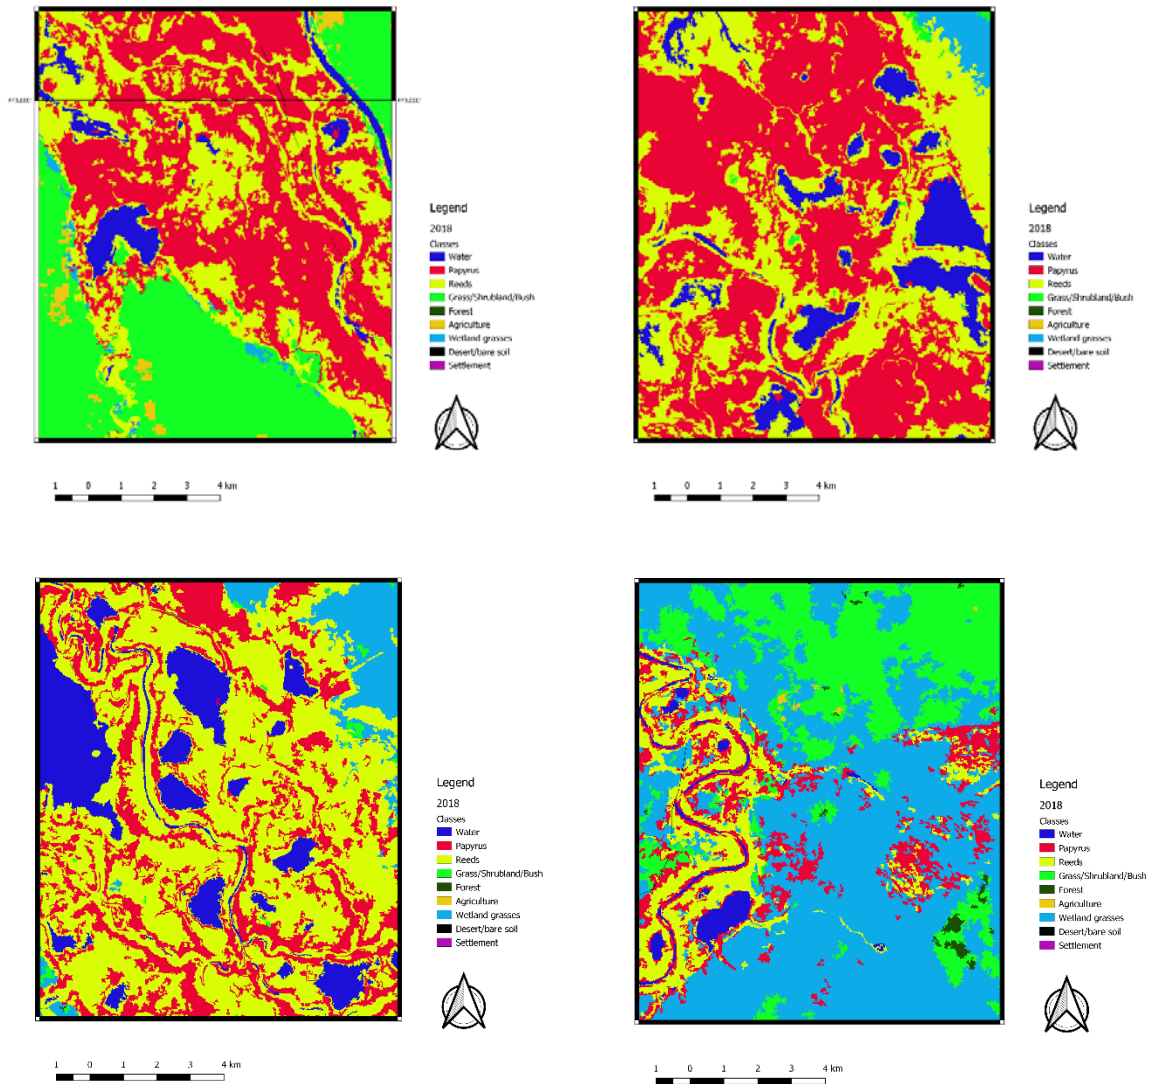 Legend
2018
Classes
Water
Papyrus
Reeds
Grass/Shrubland/Bush
Forest
Agriculture
Wetland grasses
Desert/bare soil
Settlement
1 0 1 2 3 4 km
Legend
2018
Classes
Water
Papyrus
Reeds
Grass/Shrubland/Bush
Forest
Agriculture
Wetland grasses
Desert/bare soil
Settlement
1 0 1 2 3 4 km
Legend
2018
Classes
Water
Papyrus
Reeds
Grass/Shrubland/Bush
Forest
Agriculture
Wetland grasses
Desert/bare soil
Settlement
1 0 1 2 3 4 km
Legend
2018
Classes
Water
Papyrus
Reeds
Grass/Shrubland/Bush
Forest
Agriculture
Wetland grasses
Desert/bare soil
Settlement
1 0 1 2 3 4 km